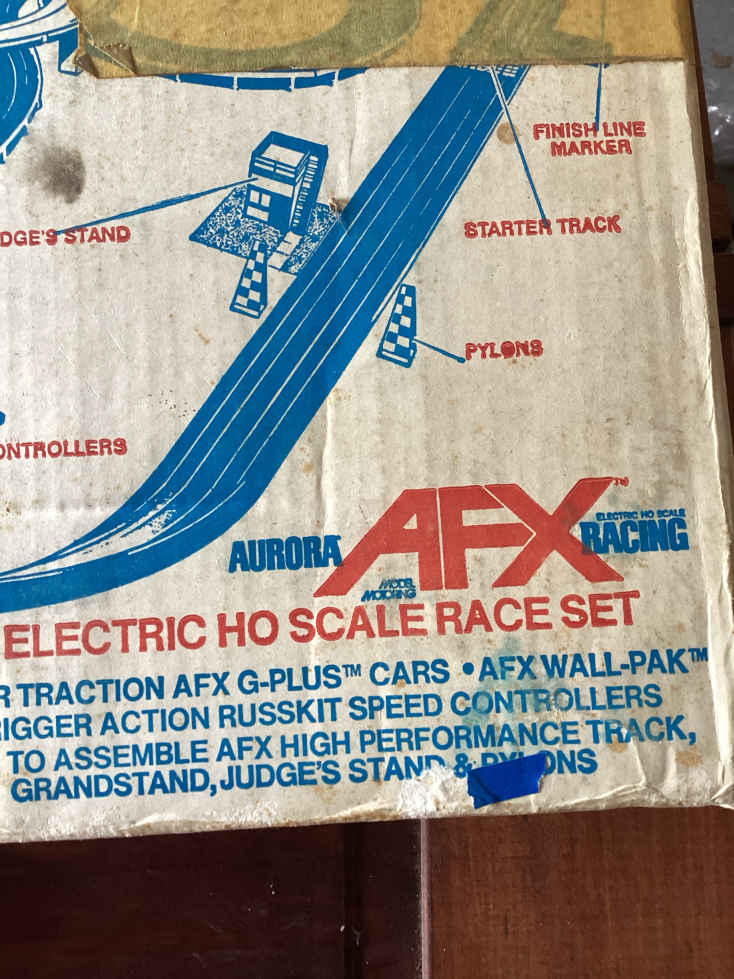 FINISH LINE
MARKER
DGE'S STAND
STARTER TRACK
PYLONS
ONTROLLERS
AURORA
AFX™
ELECTRIC HO SCALE
RACING
MODEL
MOTORING
ELECTRIC HO SCALE RACE SET
R TRACTION AFX G-PLUS™ CARS • AFX WALL-PAK™
RIGGER ACTION RUSSKIT SPEED CONTROLLERS
TO ASSEMBLE AFX HIGH PERFORMANCE TRACK,
GRANDSTAND, JUDGE'S STAND & PYLONS